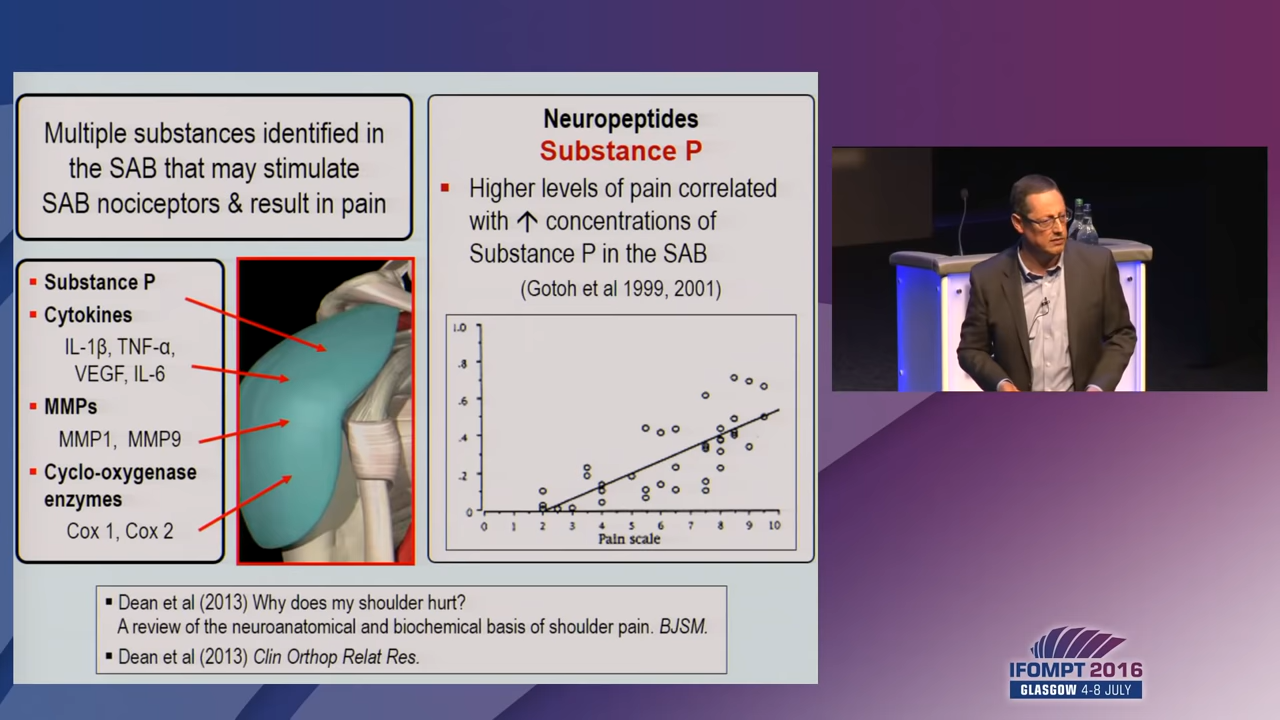 Multiple substances identified in
the SAB that may stimulate
SAB nociceptors & result in pain
▪ Substance P
▪ Cytokines
IL-1β, TNF-α,
VEGF, IL-6
▪ MMPs
MMP1, MMP9
▪ Cyclo-oxygenase
enzymes
Cox 1, Cox 2
Neuropeptides
Substance P
▪ Higher levels of pain correlated
with ↑ concentrations of
Substance P in the SAB
(Gotoh et al 1999, 2001)
1.0
.8
.6
.4
.2
0
0 1 2 3 4 5 6 7 8 9 10
Pain scale
▪ Dean et al (2013) Why does my shoulder hurt?
A review of the neuroanatomical and biochemical basis of shoulder pain. BJSM.
▪ Dean et al (2013) Clin Orthop Relat Res.
IFOMPT 2016
GLASGOW 4-8 JULY